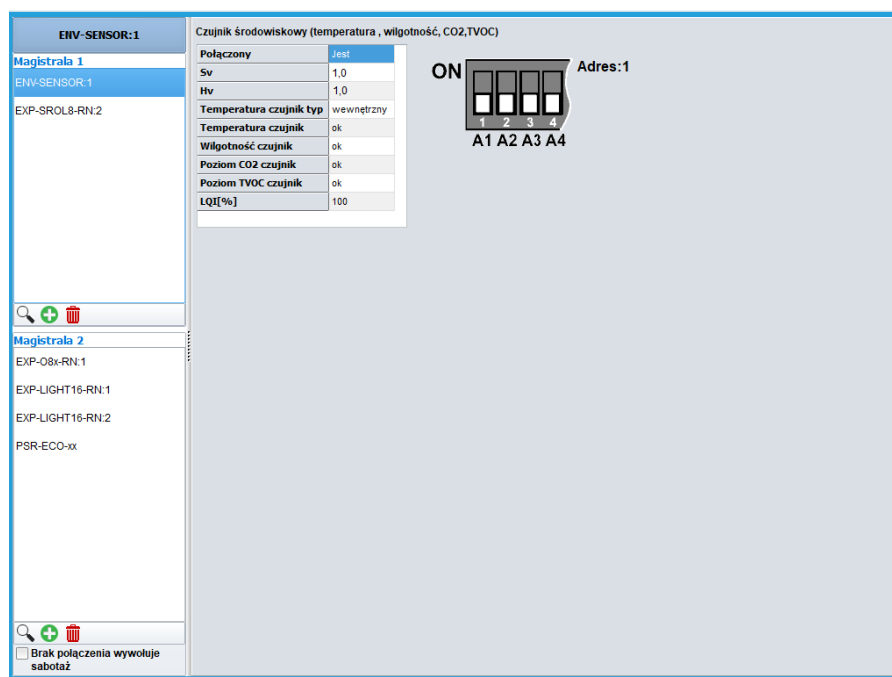 ENV-SENSOR:1
Magistrala 1
ENV-SENSOR:1
EXP-SROL8-RN:2
Magistrala 2
EXP-O8x-RN:1
EXP-LIGHT16-RN:1
EXP-LIGHT16-RN:2
PSR-ECO-xx
Brak połączenia wywołuje
sabotaż
Czujnik środowiskowy (temperatura , wilgotność, CO2,TVOC)
Połączony Jest
Sv 1,0
Hv 1,0
Temperatura czujnik typ wewnętrzny
Temperatura czujnik ok
Wilgotność czujnik ok
Poziom CO2 czujnik ok
Poziom TVOC czujnik ok
LQI[%] 100
ON
Adres:1
1 2 3 4
A1 A2 A3 A4